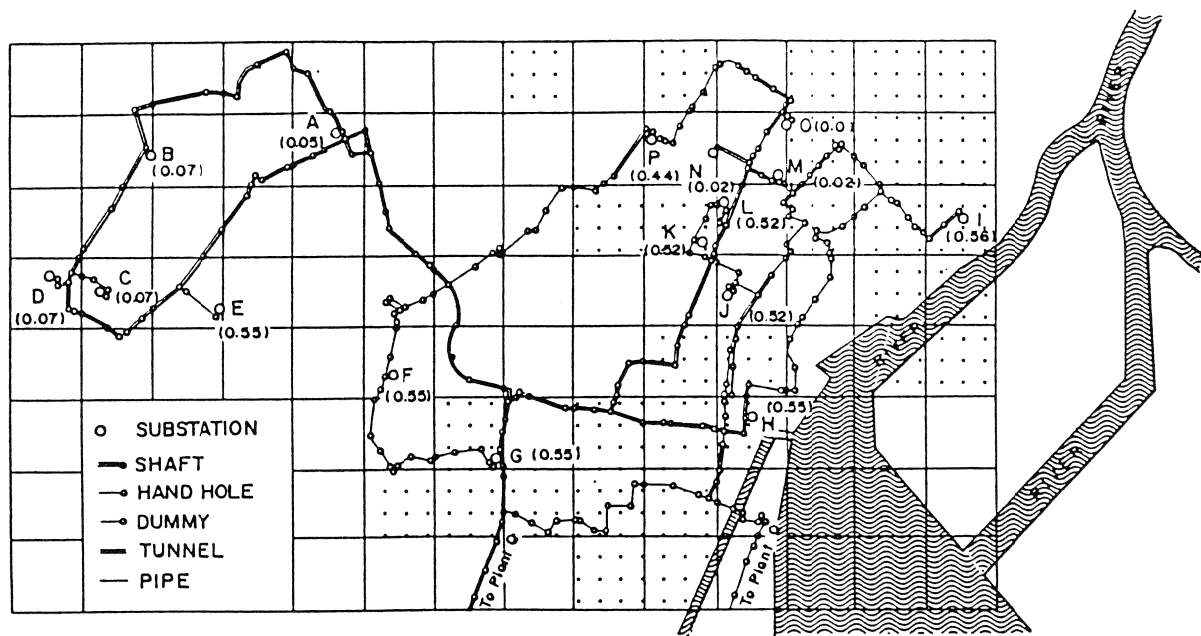 A
(0.05)
B
(0.07)
O (0.01)
P
(0.44)
N
(0.02)
M
(0.02)
L
(0.52)
K
(0.52)
I
(0.56)
D
(0.07)
C
(0.07)
E
(0.55)
J
(0.52)
RIVER
F
(0.55)
(0.55)
H
G (0.55)
SUBSTATION
SHAFT
HAND HOLE
DUMMY
TUNNEL
PIPE
To Plant
To Plant